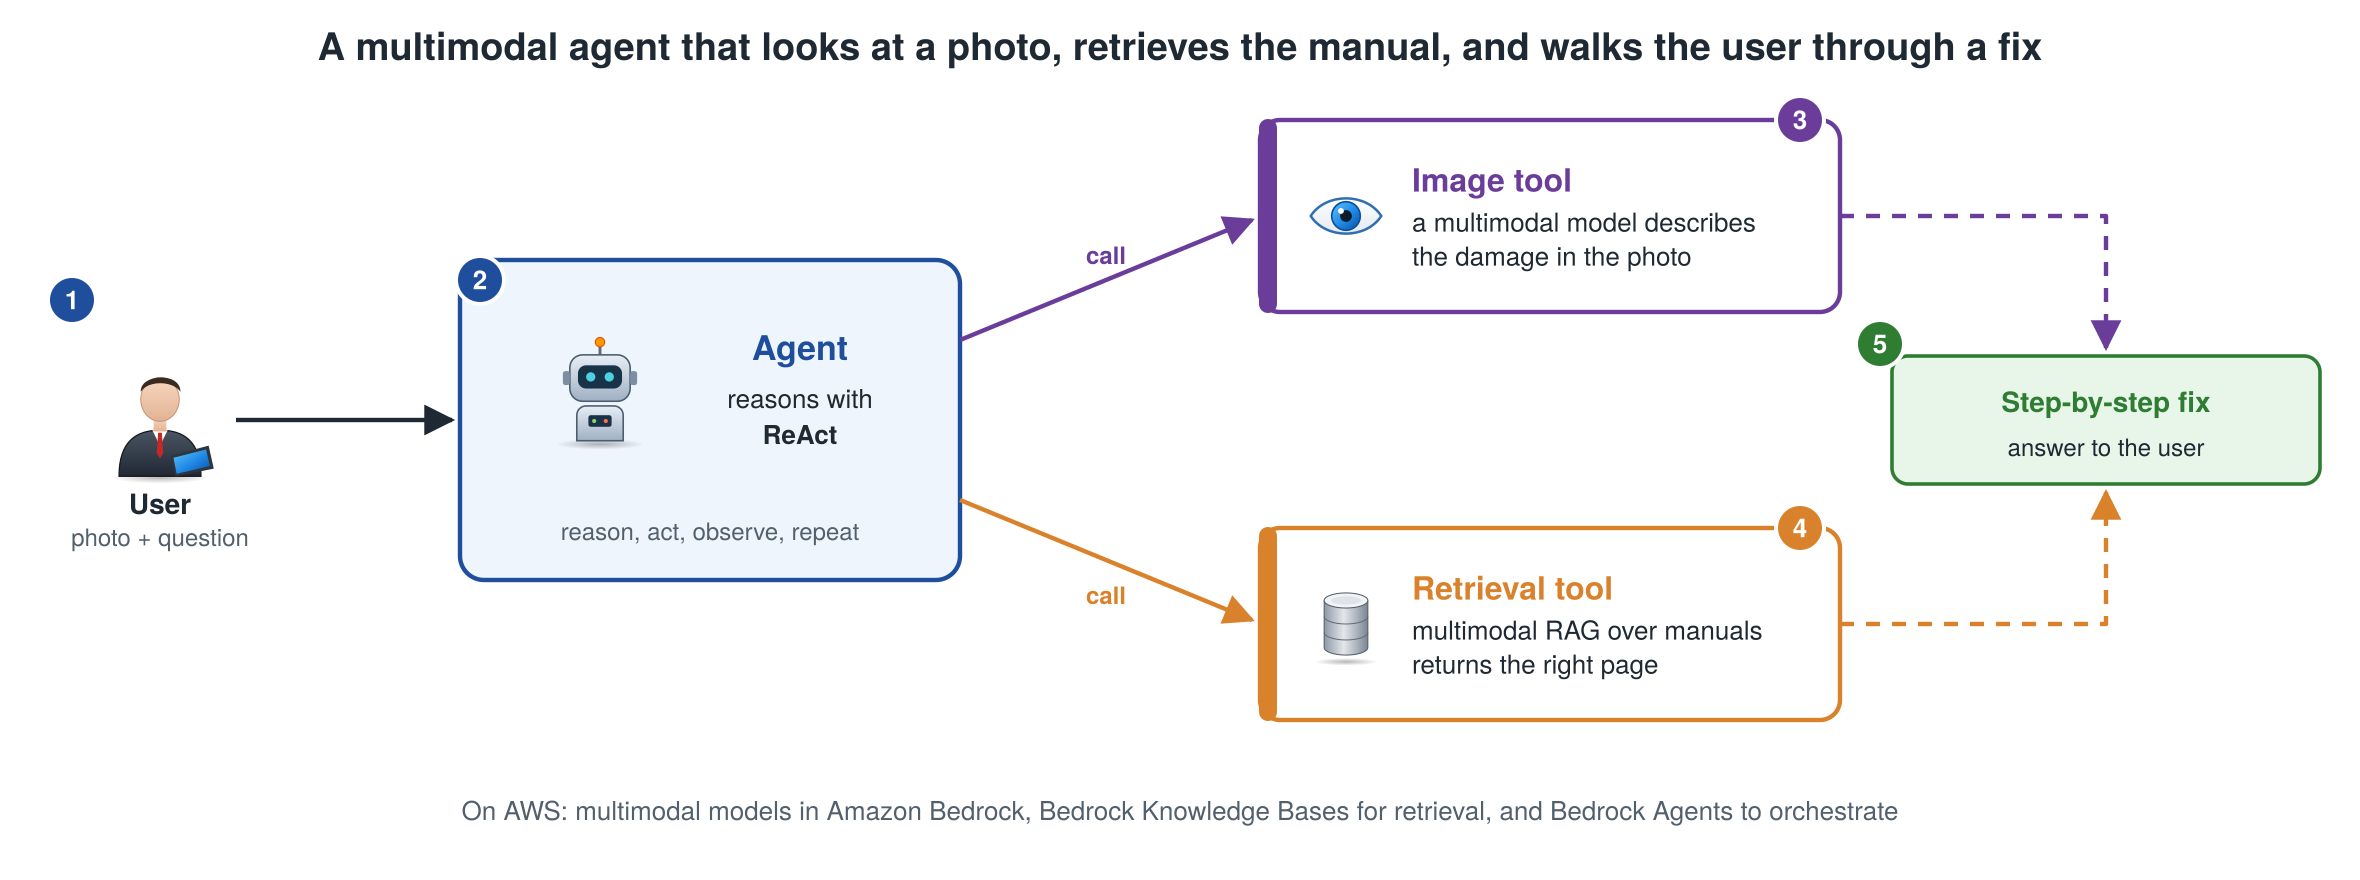 A multimodal agent that looks at a photo, retrieves the manual, and walks the user through a fix
1
User
photo + question
2
Agent
reasons with
ReAct
reason, act, observe, repeat
call
call
3
Image tool
a multimodal model describes
the damage in the photo
4
Retrieval tool
multimodal RAG over manuals
returns the right page
5
Step-by-step fix
answer to the user
On AWS: multimodal models in Amazon Bedrock, Bedrock Knowledge Bases for retrieval, and Bedrock Agents to orchestrate